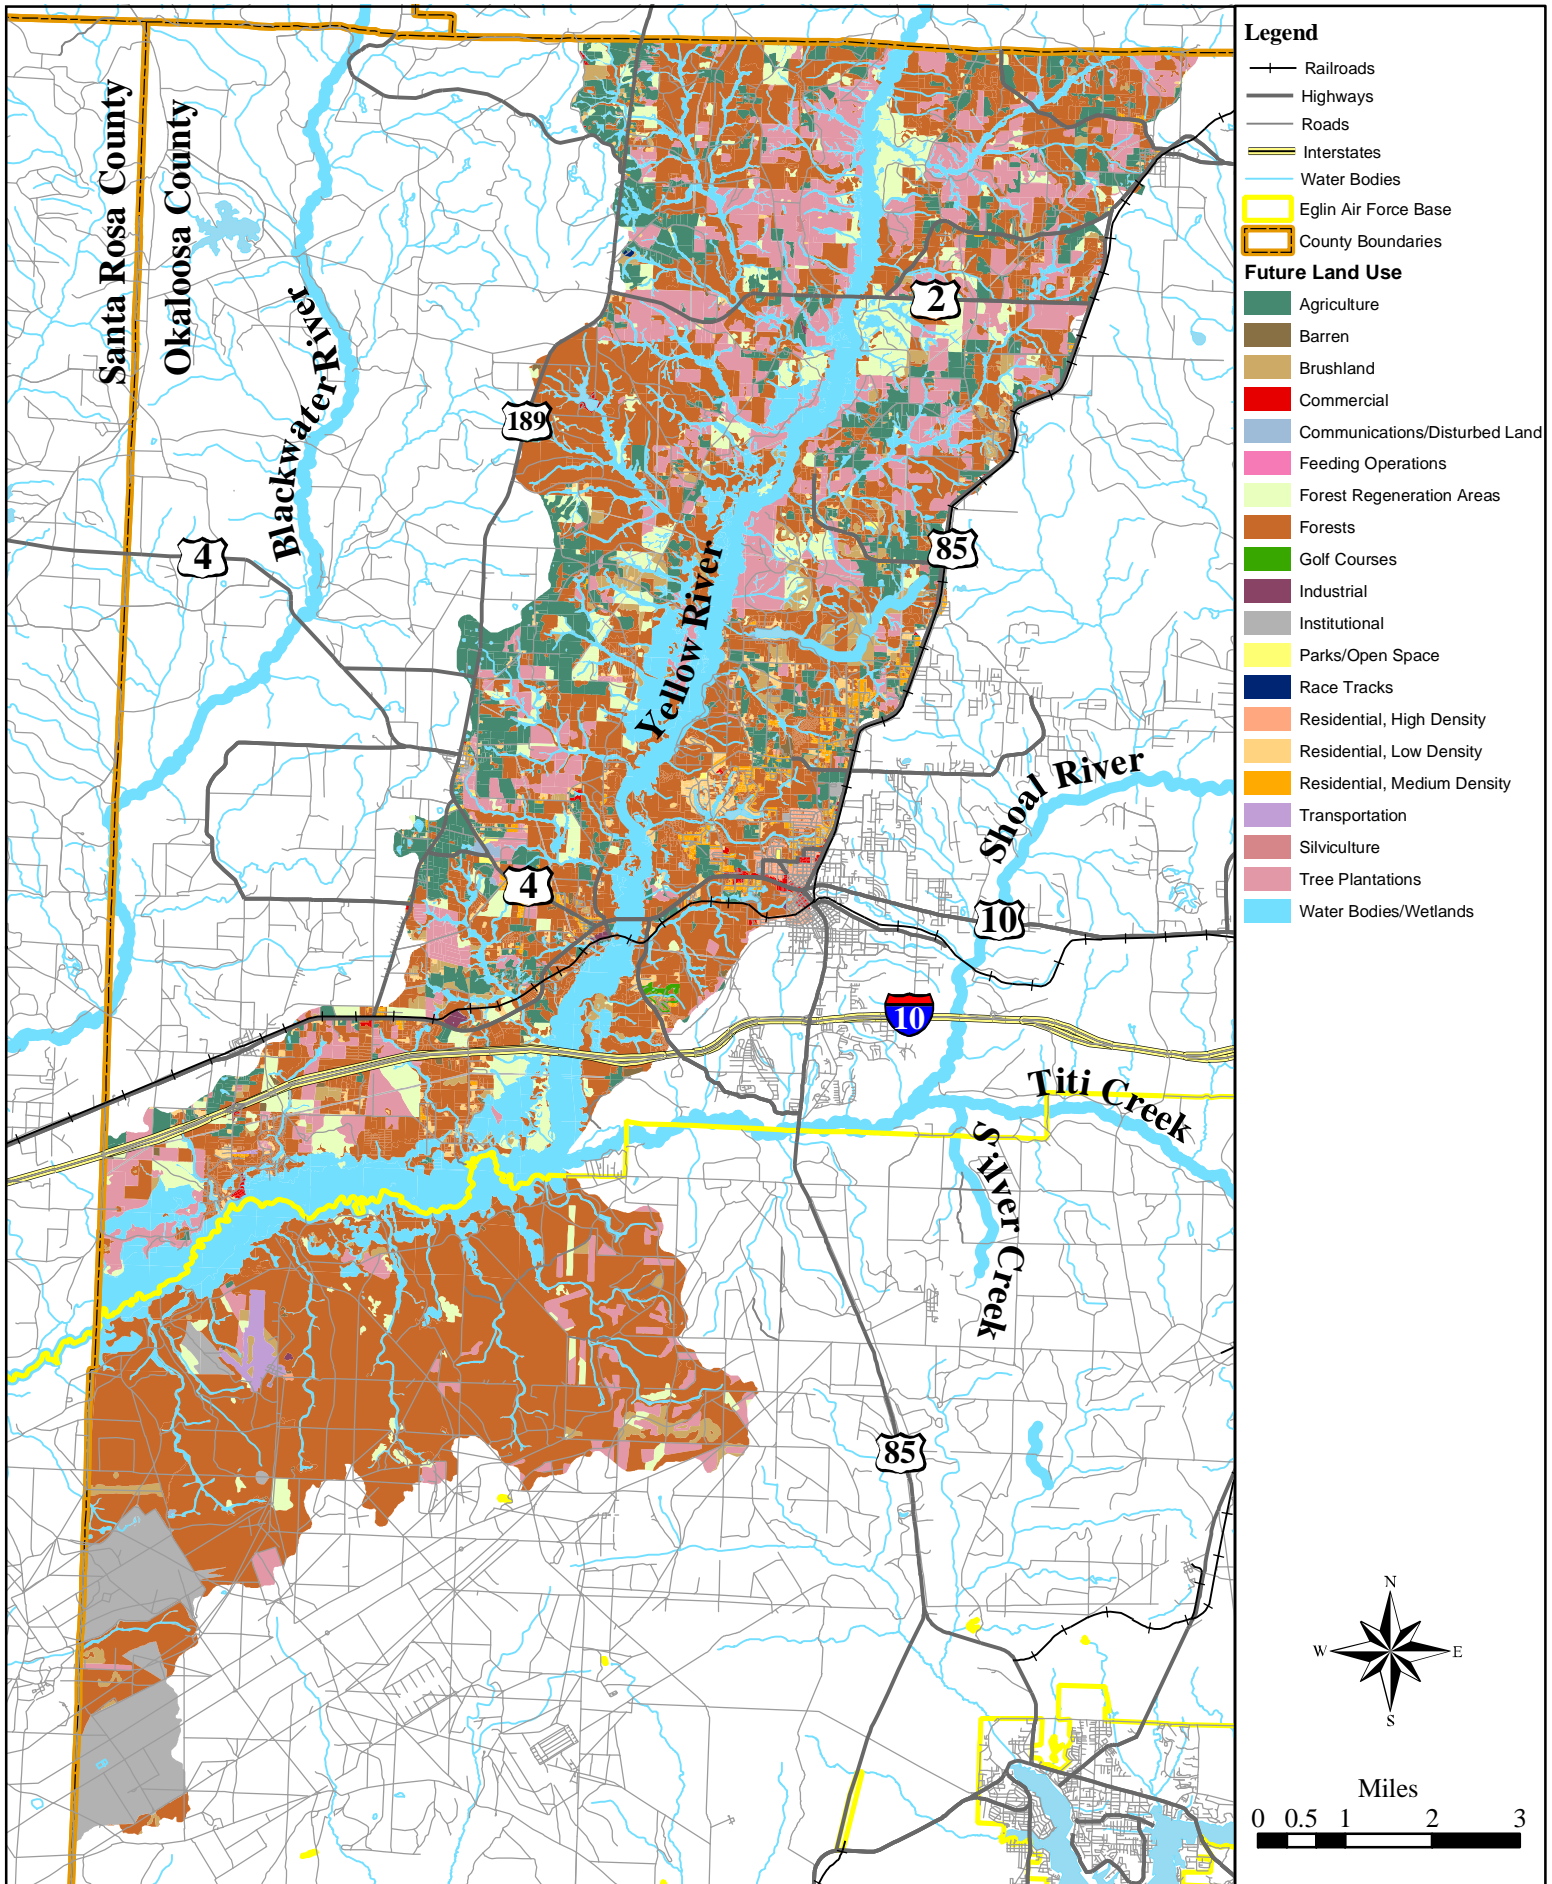 Santa Rosa County
Okaloosa County
Blackwater River
2
189
4
85
Yellow River
Shoal River
4
10
10
Titi Creek
Silver Creek
85
Legend
Railroads
Highways
Roads
Interstates
Water Bodies
Eglin Air Force Base
County Boundaries
Future Land Use
Agriculture
Barren
Brushland
Commercial
Communications/Disturbed Land
Feeding Operations
Forest Regeneration Areas
Forests
Golf Courses
Industrial
Institutional
Parks/Open Space
Race Tracks
Residential, High Density
Residential, Low Density
Residential, Medium Density
Transportation
Silviculture
Tree Plantations
Water Bodies/Wetlands
N
W E
S
Miles
0 0.5 1 2 3